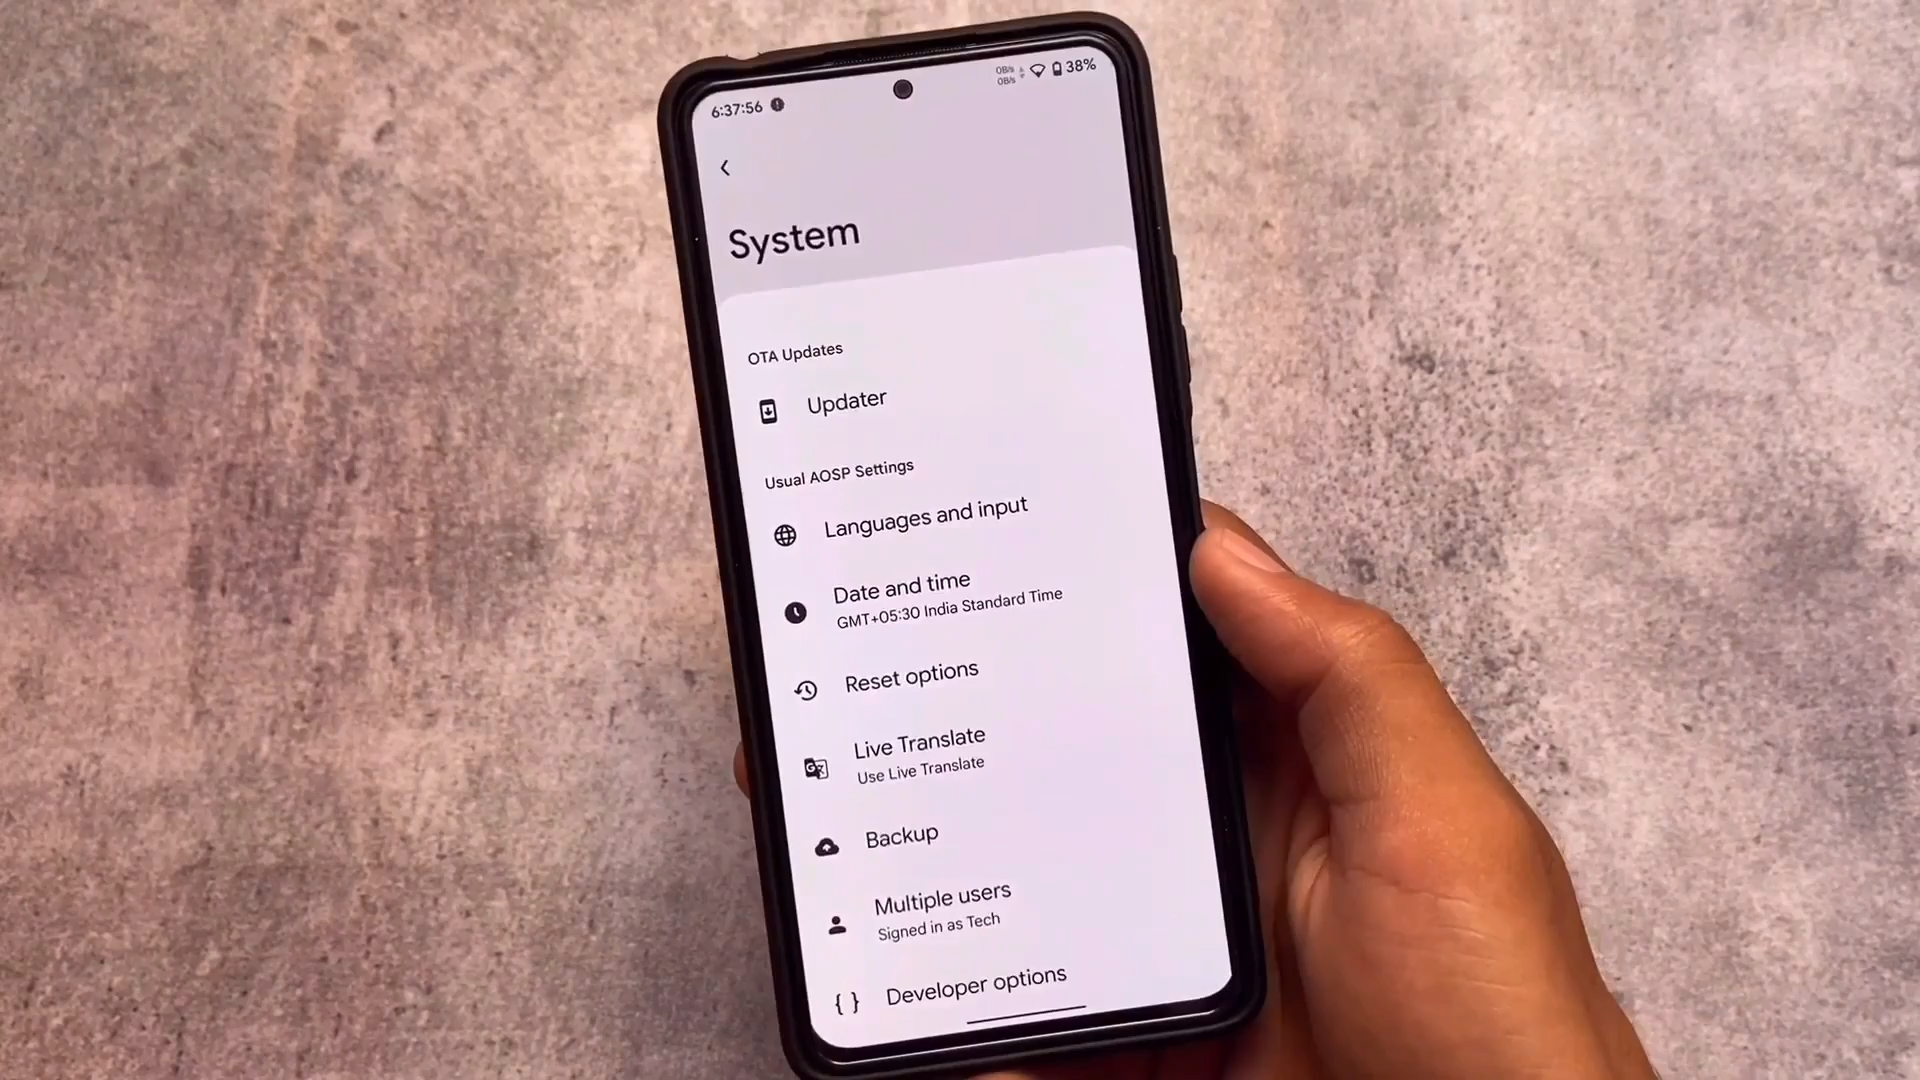 6:37:56
0B/s
0B/s
38%
System
OTA Updates
Updater
Usual AOSP Settings
Languages and input
Date and time
GMT+05:30 India Standard Time
Reset options
Live Translate
Use Live Translate
Backup
Multiple users
Signed in as Tech
{ } Developer options